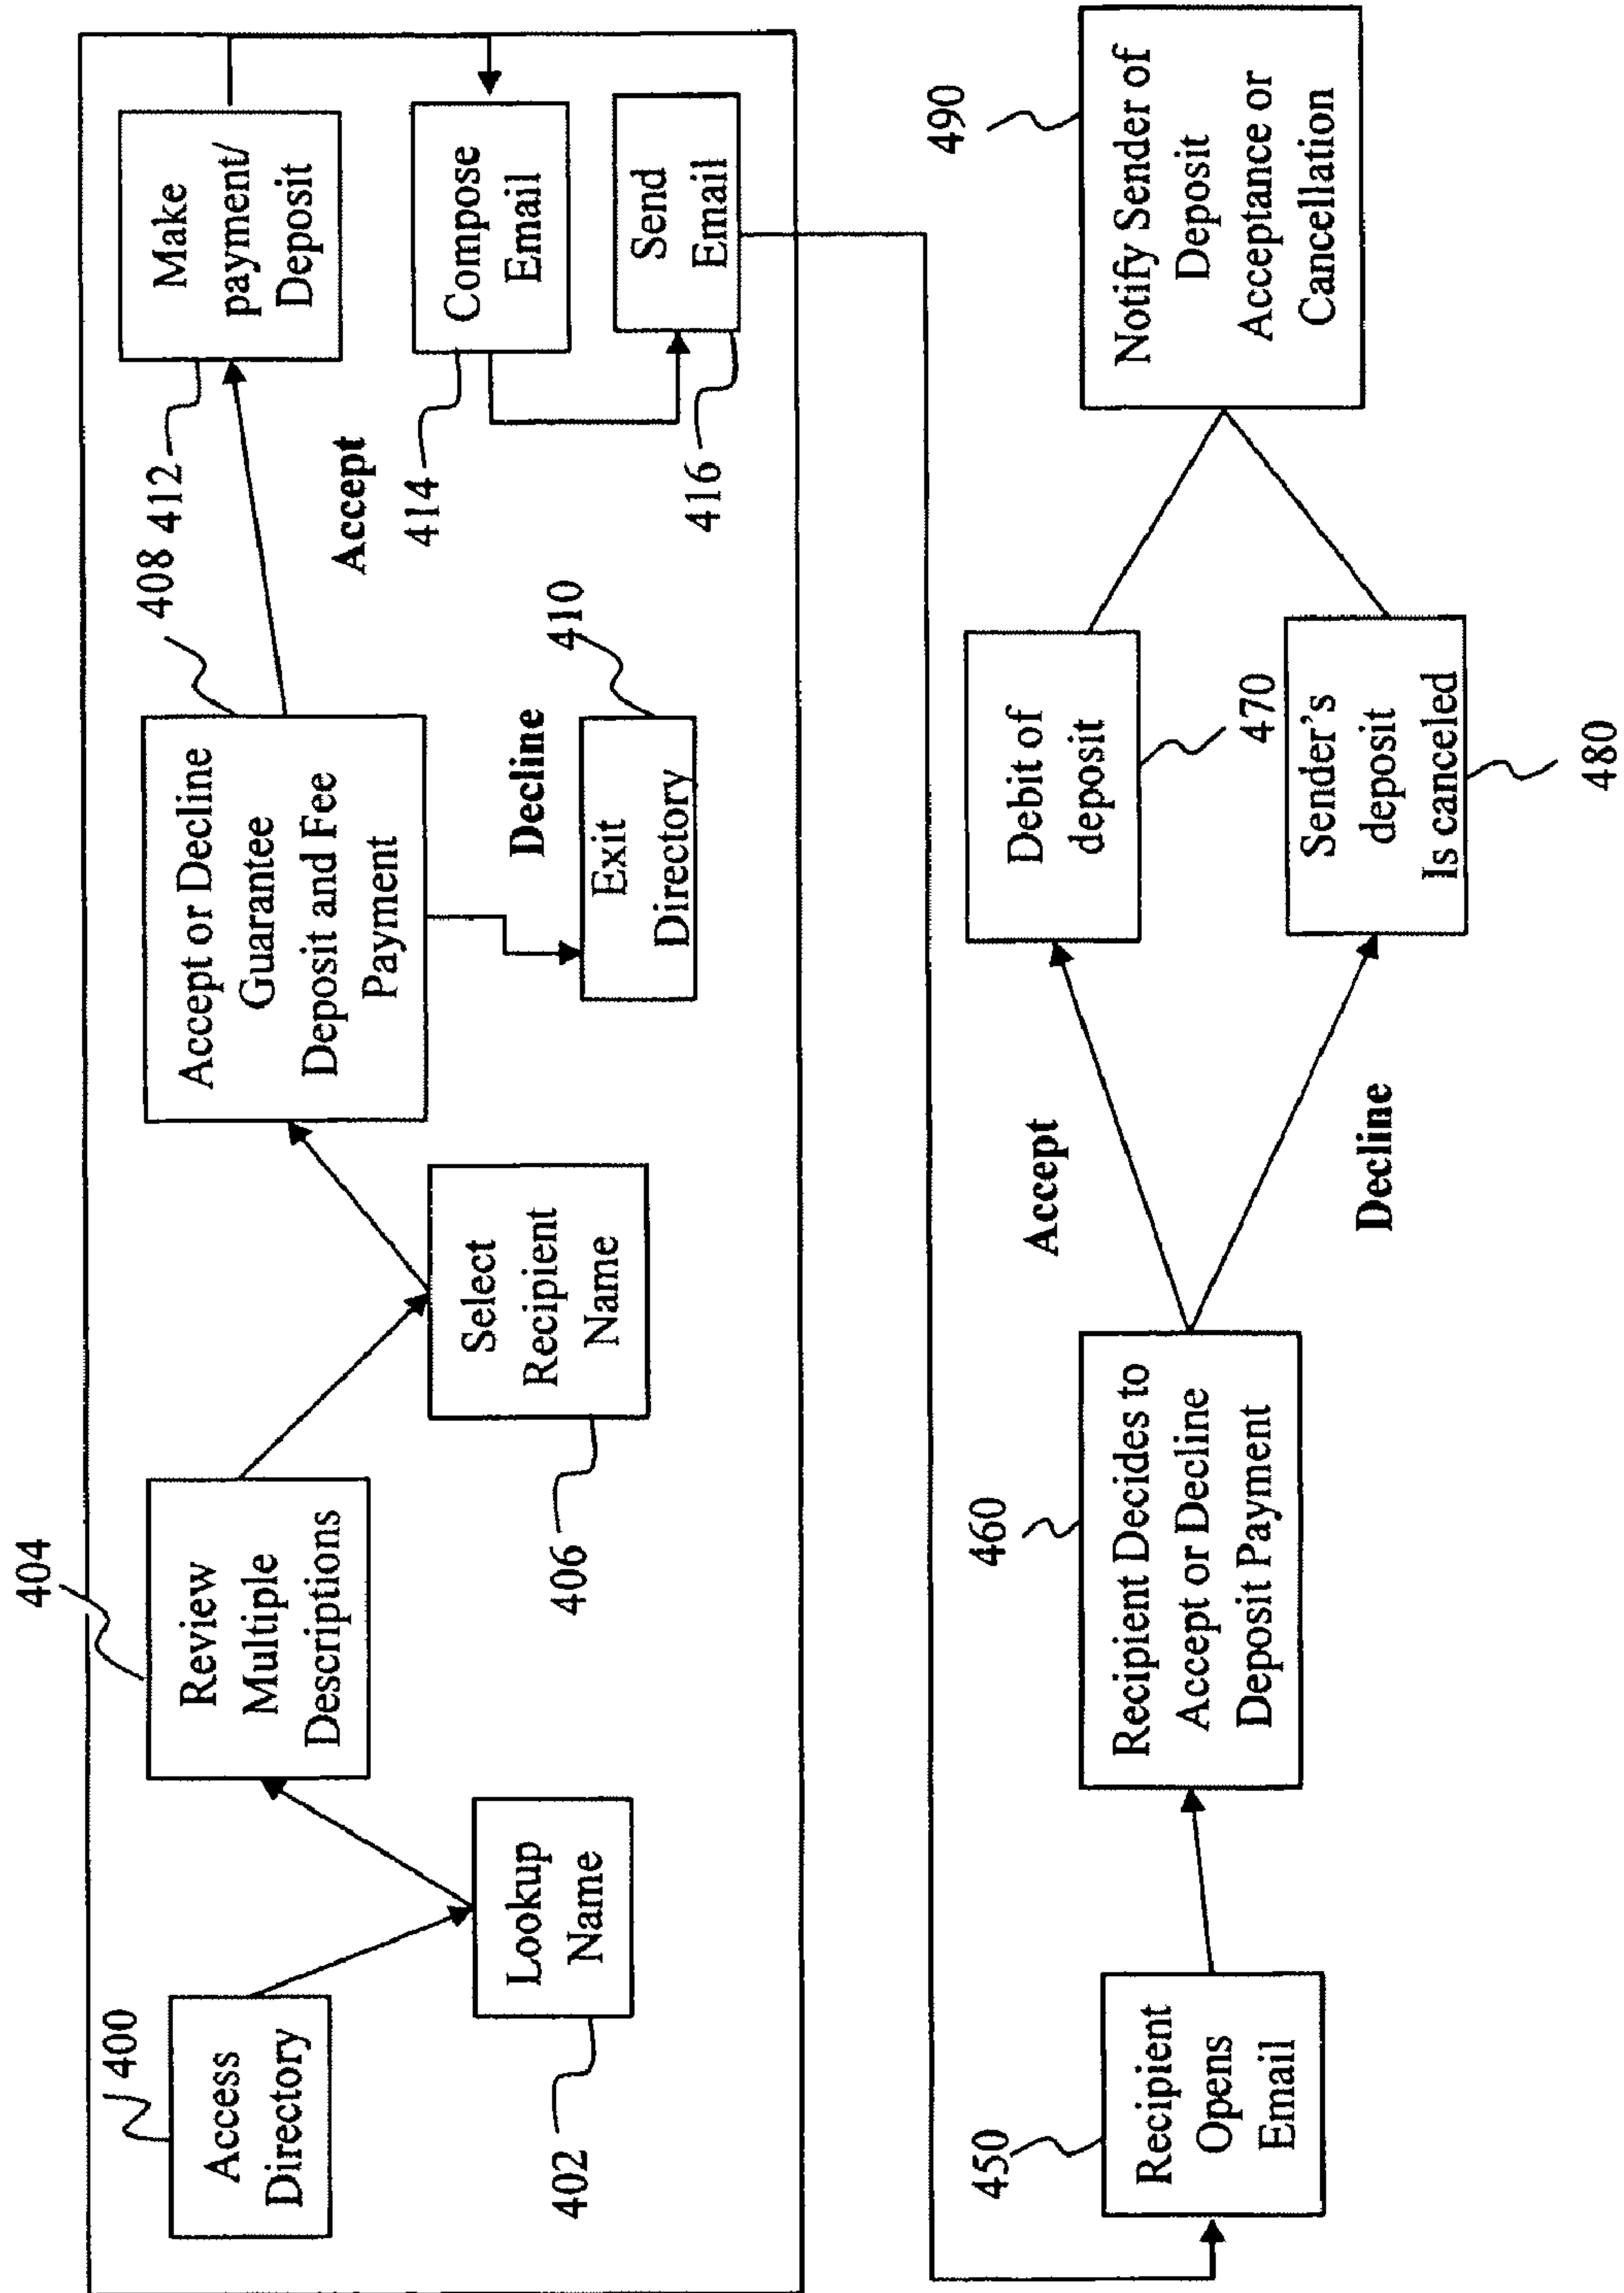 400
Access
Directory
Lookup
Name
402
404
Review
Multiple
Descriptions
Select
Recipient
Name
406
408
Accept or Decline
Guarantee
Deposit and Fee
Payment
Decline
410
Exit
Directory
412
Make
payment/
Deposit
Accept
414
Compose
Email
416
Send
Email
450
Recipient
Opens
Email
460
Recipient Decides to
Accept or Decline
Deposit Payment
Accept
Decline
Debit of
deposit
470
Sender's
deposit
Is canceled
480
490
Notify Sender of
Deposit
Acceptance or
Cancellation